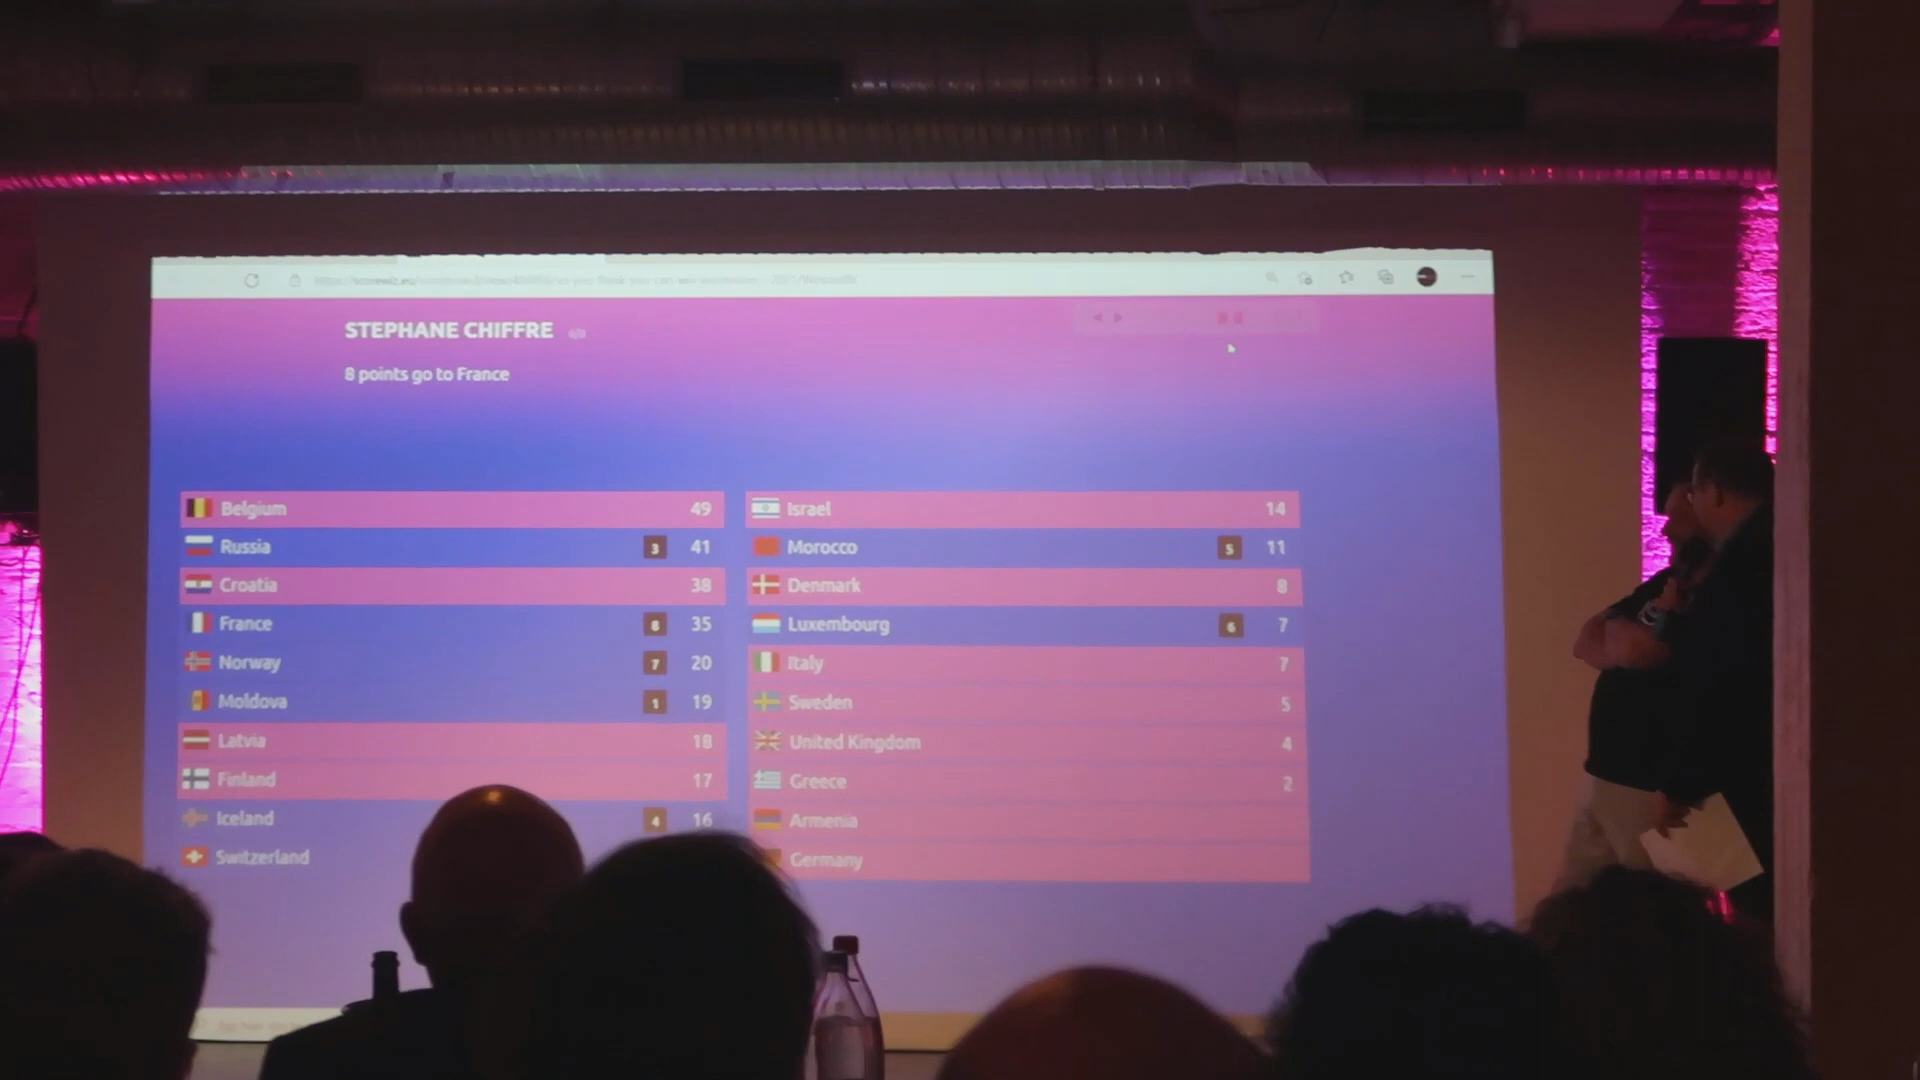 STEPHANE CHIFFRE
8 points go to France
Belgium 49
Russia 3 41
Croatia 38
France 8 35
Norway 7 20
Moldova 1 19
Latvia 18
Finland 17
Iceland 4 16
Switzerland
Israel 14
Morocco 5 11
Denmark 8
Luxembourg 6 7
Italy 7
Sweden 5
United Kingdom 4
Greece 2
Armenia
Germany